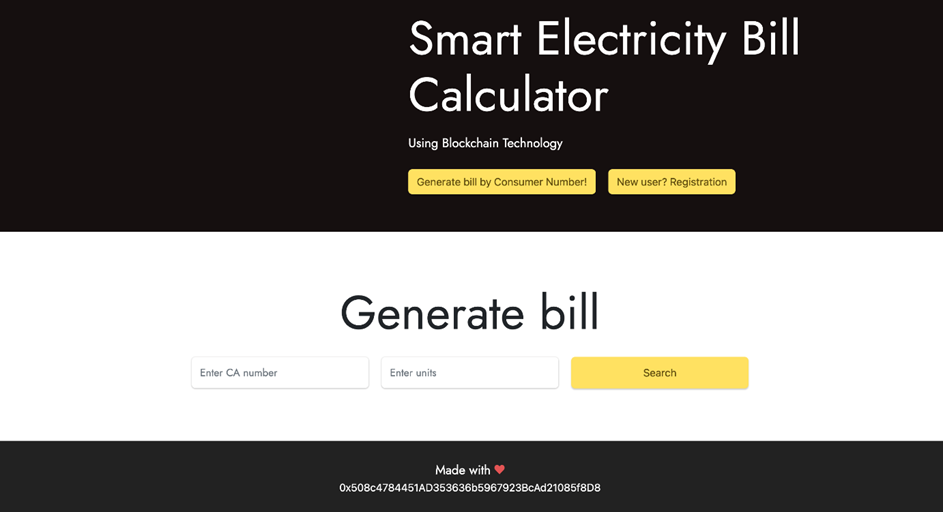 Smart Electricity Bill
Calculator
Using Blockchain Technology
Generate bill by Consumer Number! New user? Registration
Generate bill
Enter CA number Enter units Search
Made with
0x508c4784451AD353636b5967923BcAd21085f8D8